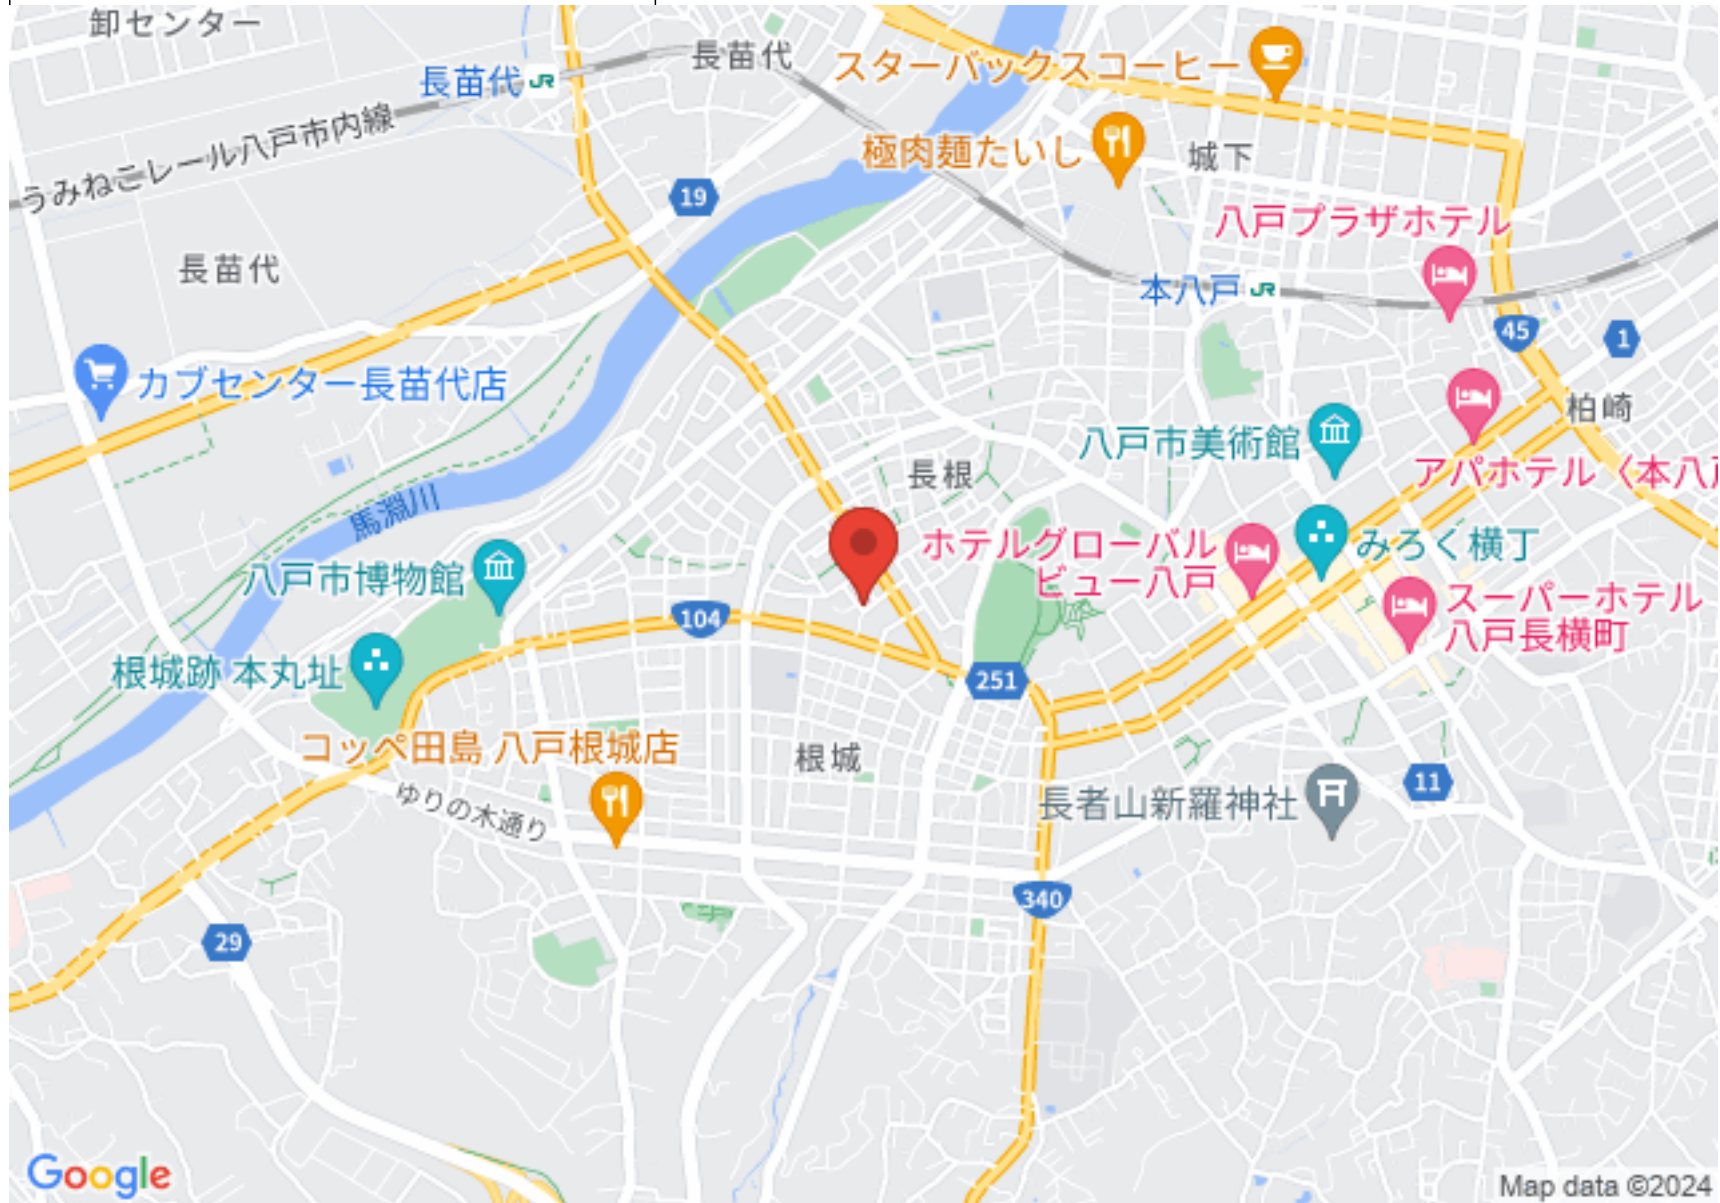 卸センター
長苗代
長苗代
スターバックスコーヒー
うみねこレール八戸市内線
極肉麺たいし
城下
19
八戸プラザホテル
長苗代
本八戸
45
1
カブセンター長苗代店
柏崎
八戸市美術館
長根
アパホテル〈本八戸
馬淵川
ホテルグローバル
ビュー八戸
みろく横丁
八戸市博物館
スーパーホテル
八戸長横町
104
根城跡 本丸址
251
コッペ田島 八戸根城店
根城
11
ゆりの木通り
長者山新羅神社
340
29
Google
Map data ©2024